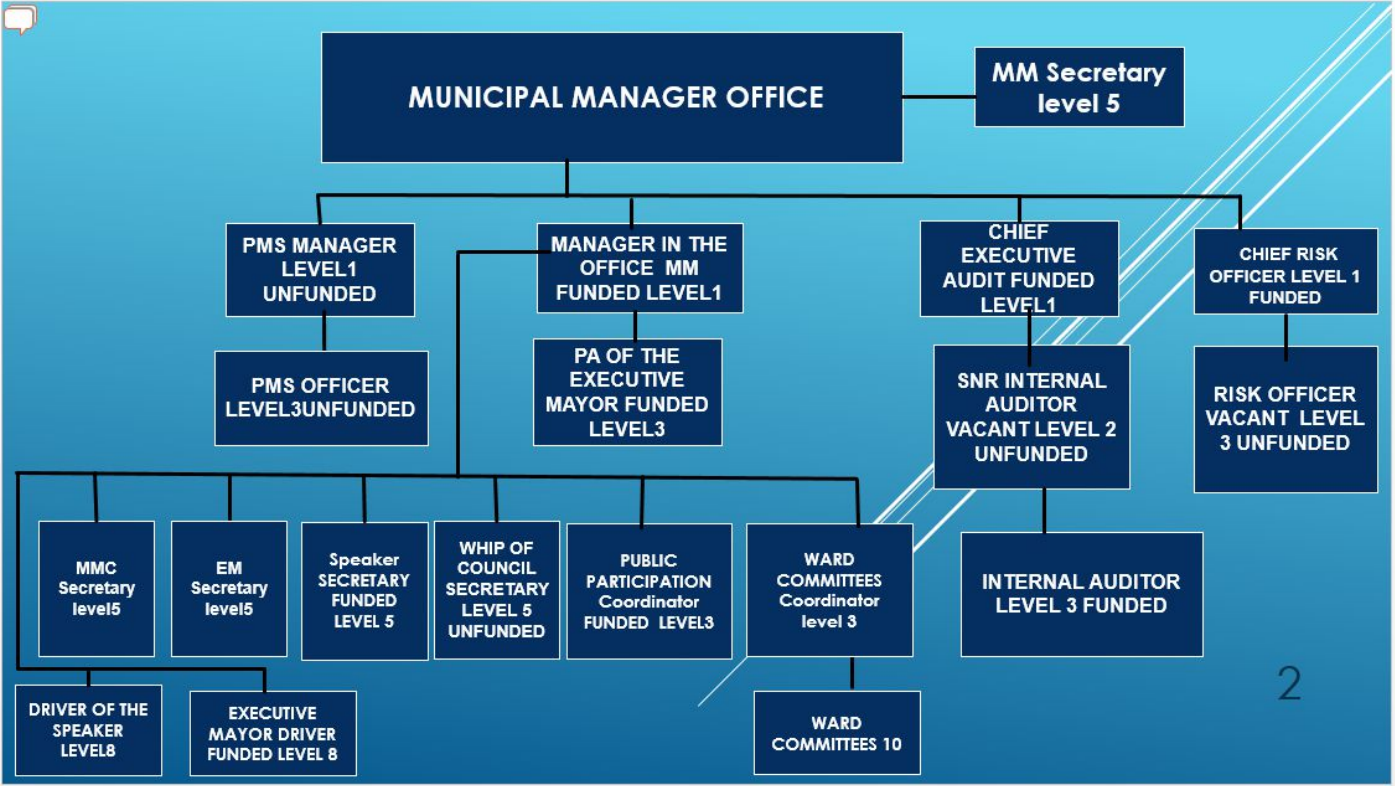 MUNICIPAL MANAGER OFFICE
MM Secretary
level 5
PMS MANAGER
LEVEL1
UNFUNDED
MANAGER IN THE
OFFICE MM
FUNDED LEVEL1
CHIEF
EXECUTIVE
AUDIT FUNDED
LEVEL1
CHIEF RISK
OFFICER LEVEL 1
FUNDED
PMS OFFICER
LEVEL3UNFUNDED
PA OF THE
EXECUTIVE
MAYOR FUNDED
LEVEL3
SNR INTERNAL
AUDITOR
VACANT LEVEL 2
UNFUNDED
RISK OFFICER
VACANT LEVEL
3 UNFUNDED
MMC
Secretary
level5
EM
Secretary
level5
Speaker
SECRETARY
FUNDED
LEVEL 5
WHIP OF
COUNCIL
SECRETARY
LEVEL 5
UNFUNDED
PUBLIC
PARTICIPATION
Coordinator
FUNDED LEVEL3
WARD
COMMITTEES
Coordinator
level 3
INTERNAL AUDITOR
LEVEL 3 FUNDED
DRIVER OF THE
SPEAKER
LEVEL8
EXECUTIVE
MAYOR DRIVER
FUNDED LEVEL 8
WARD
COMMITTEES 10
2